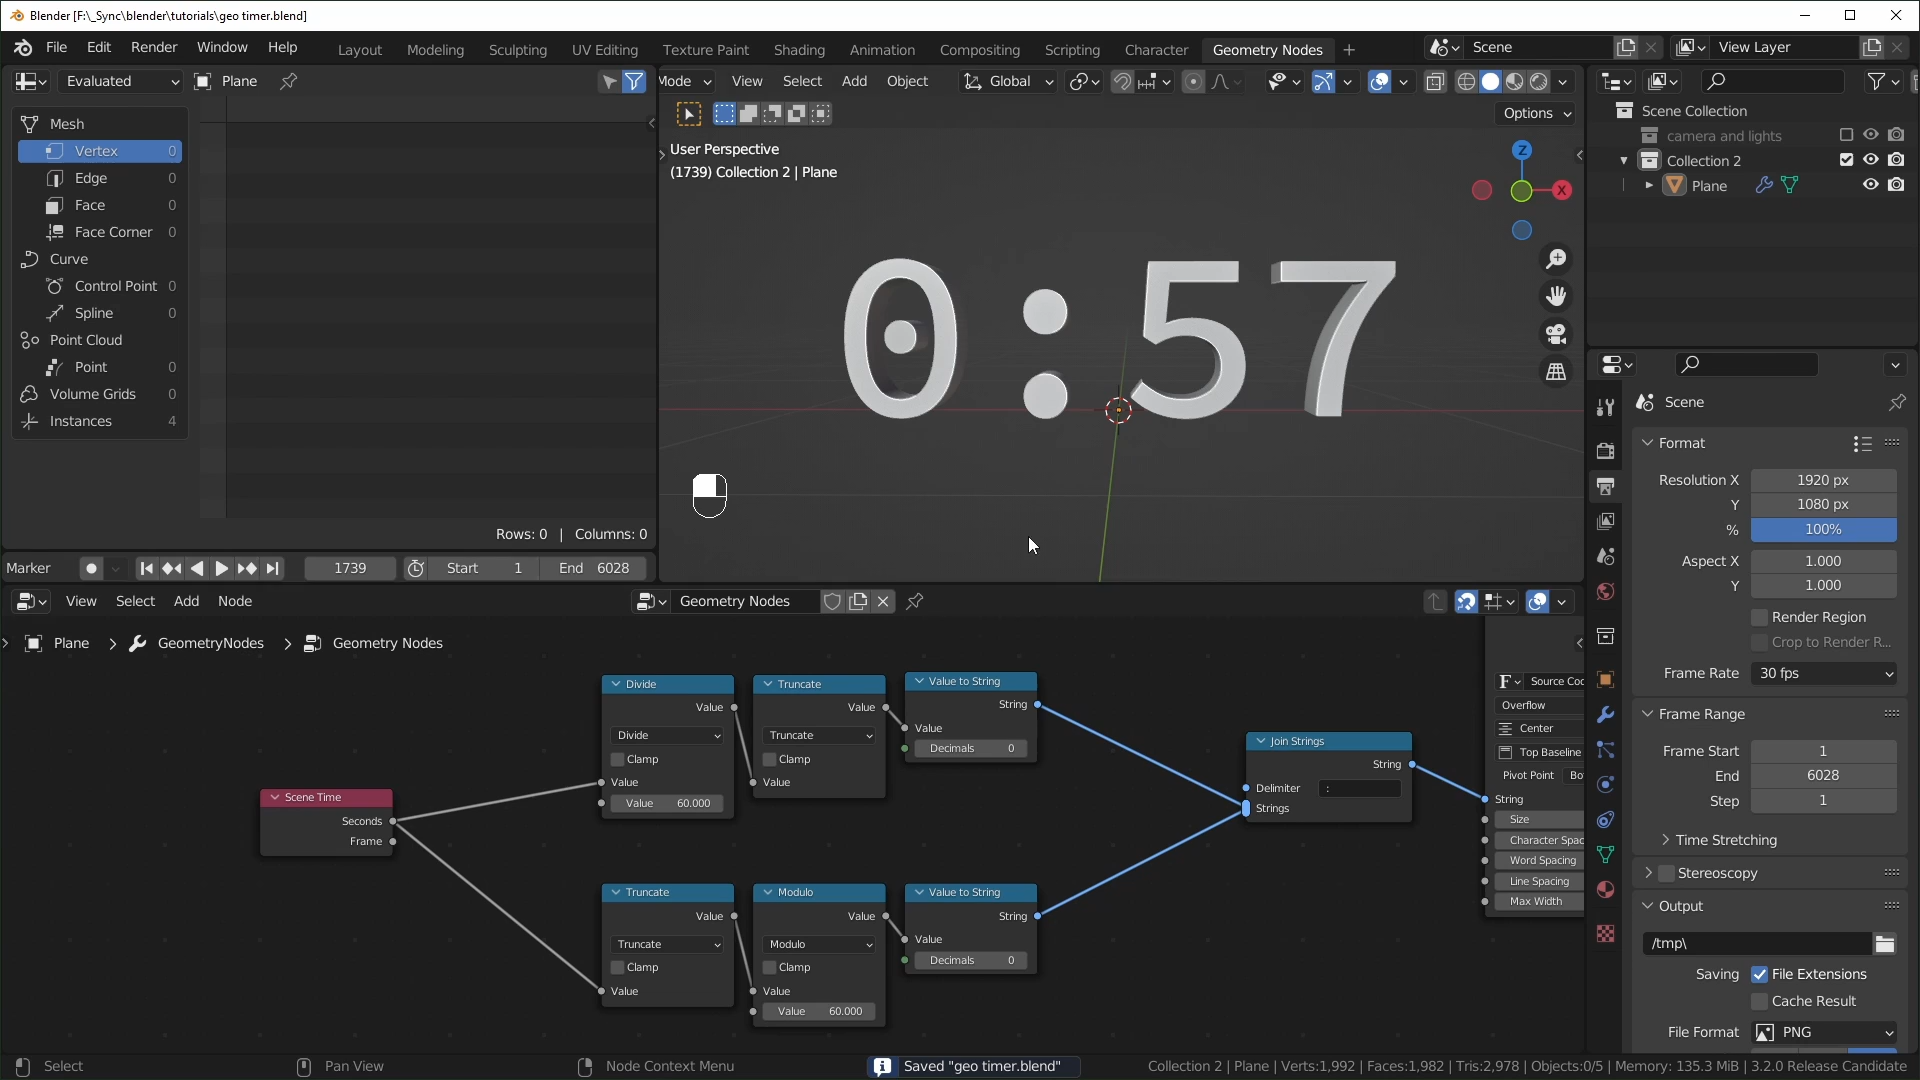 Blender [F:\_Sync\blender\tutorials\geo timer.blend]
File Edit Render Window Help
Layout Modeling Sculpting UV Editing Texture Paint Shading Animation Compositing Scripting Character Geometry Nodes
Scene
View Layer
Evaluated
Plane
Mesh
Vertex 0
Edge 0
Face 0
Face Corner 0
Curve
Control Point 0
Spline 0
Point Cloud
Point 0
Volume Grids 0
Instances 4
Rows: 0 | Columns: 0
Marker
1739
Start 1
End 6028
Mode View Select Add Object
Global
Options
User Perspective
(1739) Collection 2 | Plane
Z
X
0:57
Scene Collection
camera and lights
Collection 2
Plane
Scene
Format
Resolution X 1920 px
Y 1080 px
% 100%
Aspect X 1.000
Y 1.000
Render Region
Crop to Render R...
Frame Rate 30 fps
Frame Range
Frame Start 1
End 6028
Step 1
Time Stretching
Stereoscopy
Output
/tmp\
Saving File Extensions
Cache Result
File Format PNG
View Select Add Node
Geometry Nodes
Plane > GeometryNodes > Geometry Nodes
Scene Time
Seconds
Frame
Divide
Value
Divide
Clamp
Value
Value 60.000
Truncate
Value
Truncate
Clamp
Value
Value to String
String
Value
Decimals 0
Truncate
Value
Truncate
Clamp
Value
Modulo
Value
Modulo
Clamp
Value
Value 60.000
Value to String
String
Value
Decimals 0
Join Strings
String
Delimiter :
Strings
F Source Coc
Overflow
Center
Top Baseline
Pivot Point Bo
String
Size
Character Spac
Word Spacing
Line Spacing
Max Width
Select
Pan View
Node Context Menu
Saved "geo timer.blend"
Collection 2 | Plane | Verts:1,992 | Faces:1,982 | Tris:2,978 | Objects:0/5 | Memory: 135.3 MiB | 3.2.0 Release Candidate